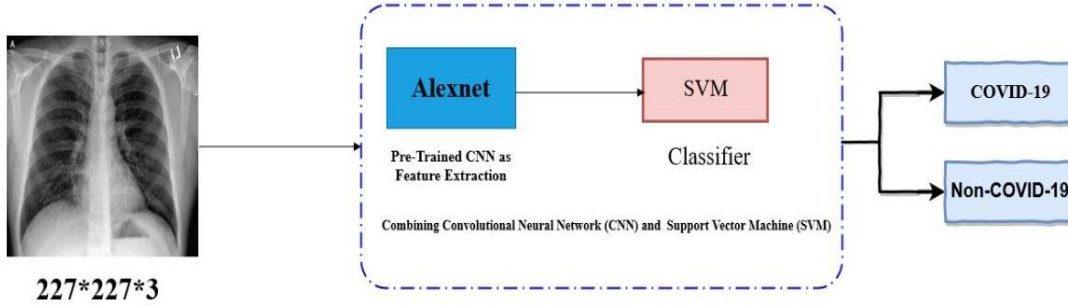 A
227*227*3
Alexnet
Pre-Trained CNN as
Feature Extraction
SVM
Classifier
Combining Convolutional Neural Network (CNN) and Support Vector Machine (SVM)
COVID-19
Non-COVID-19